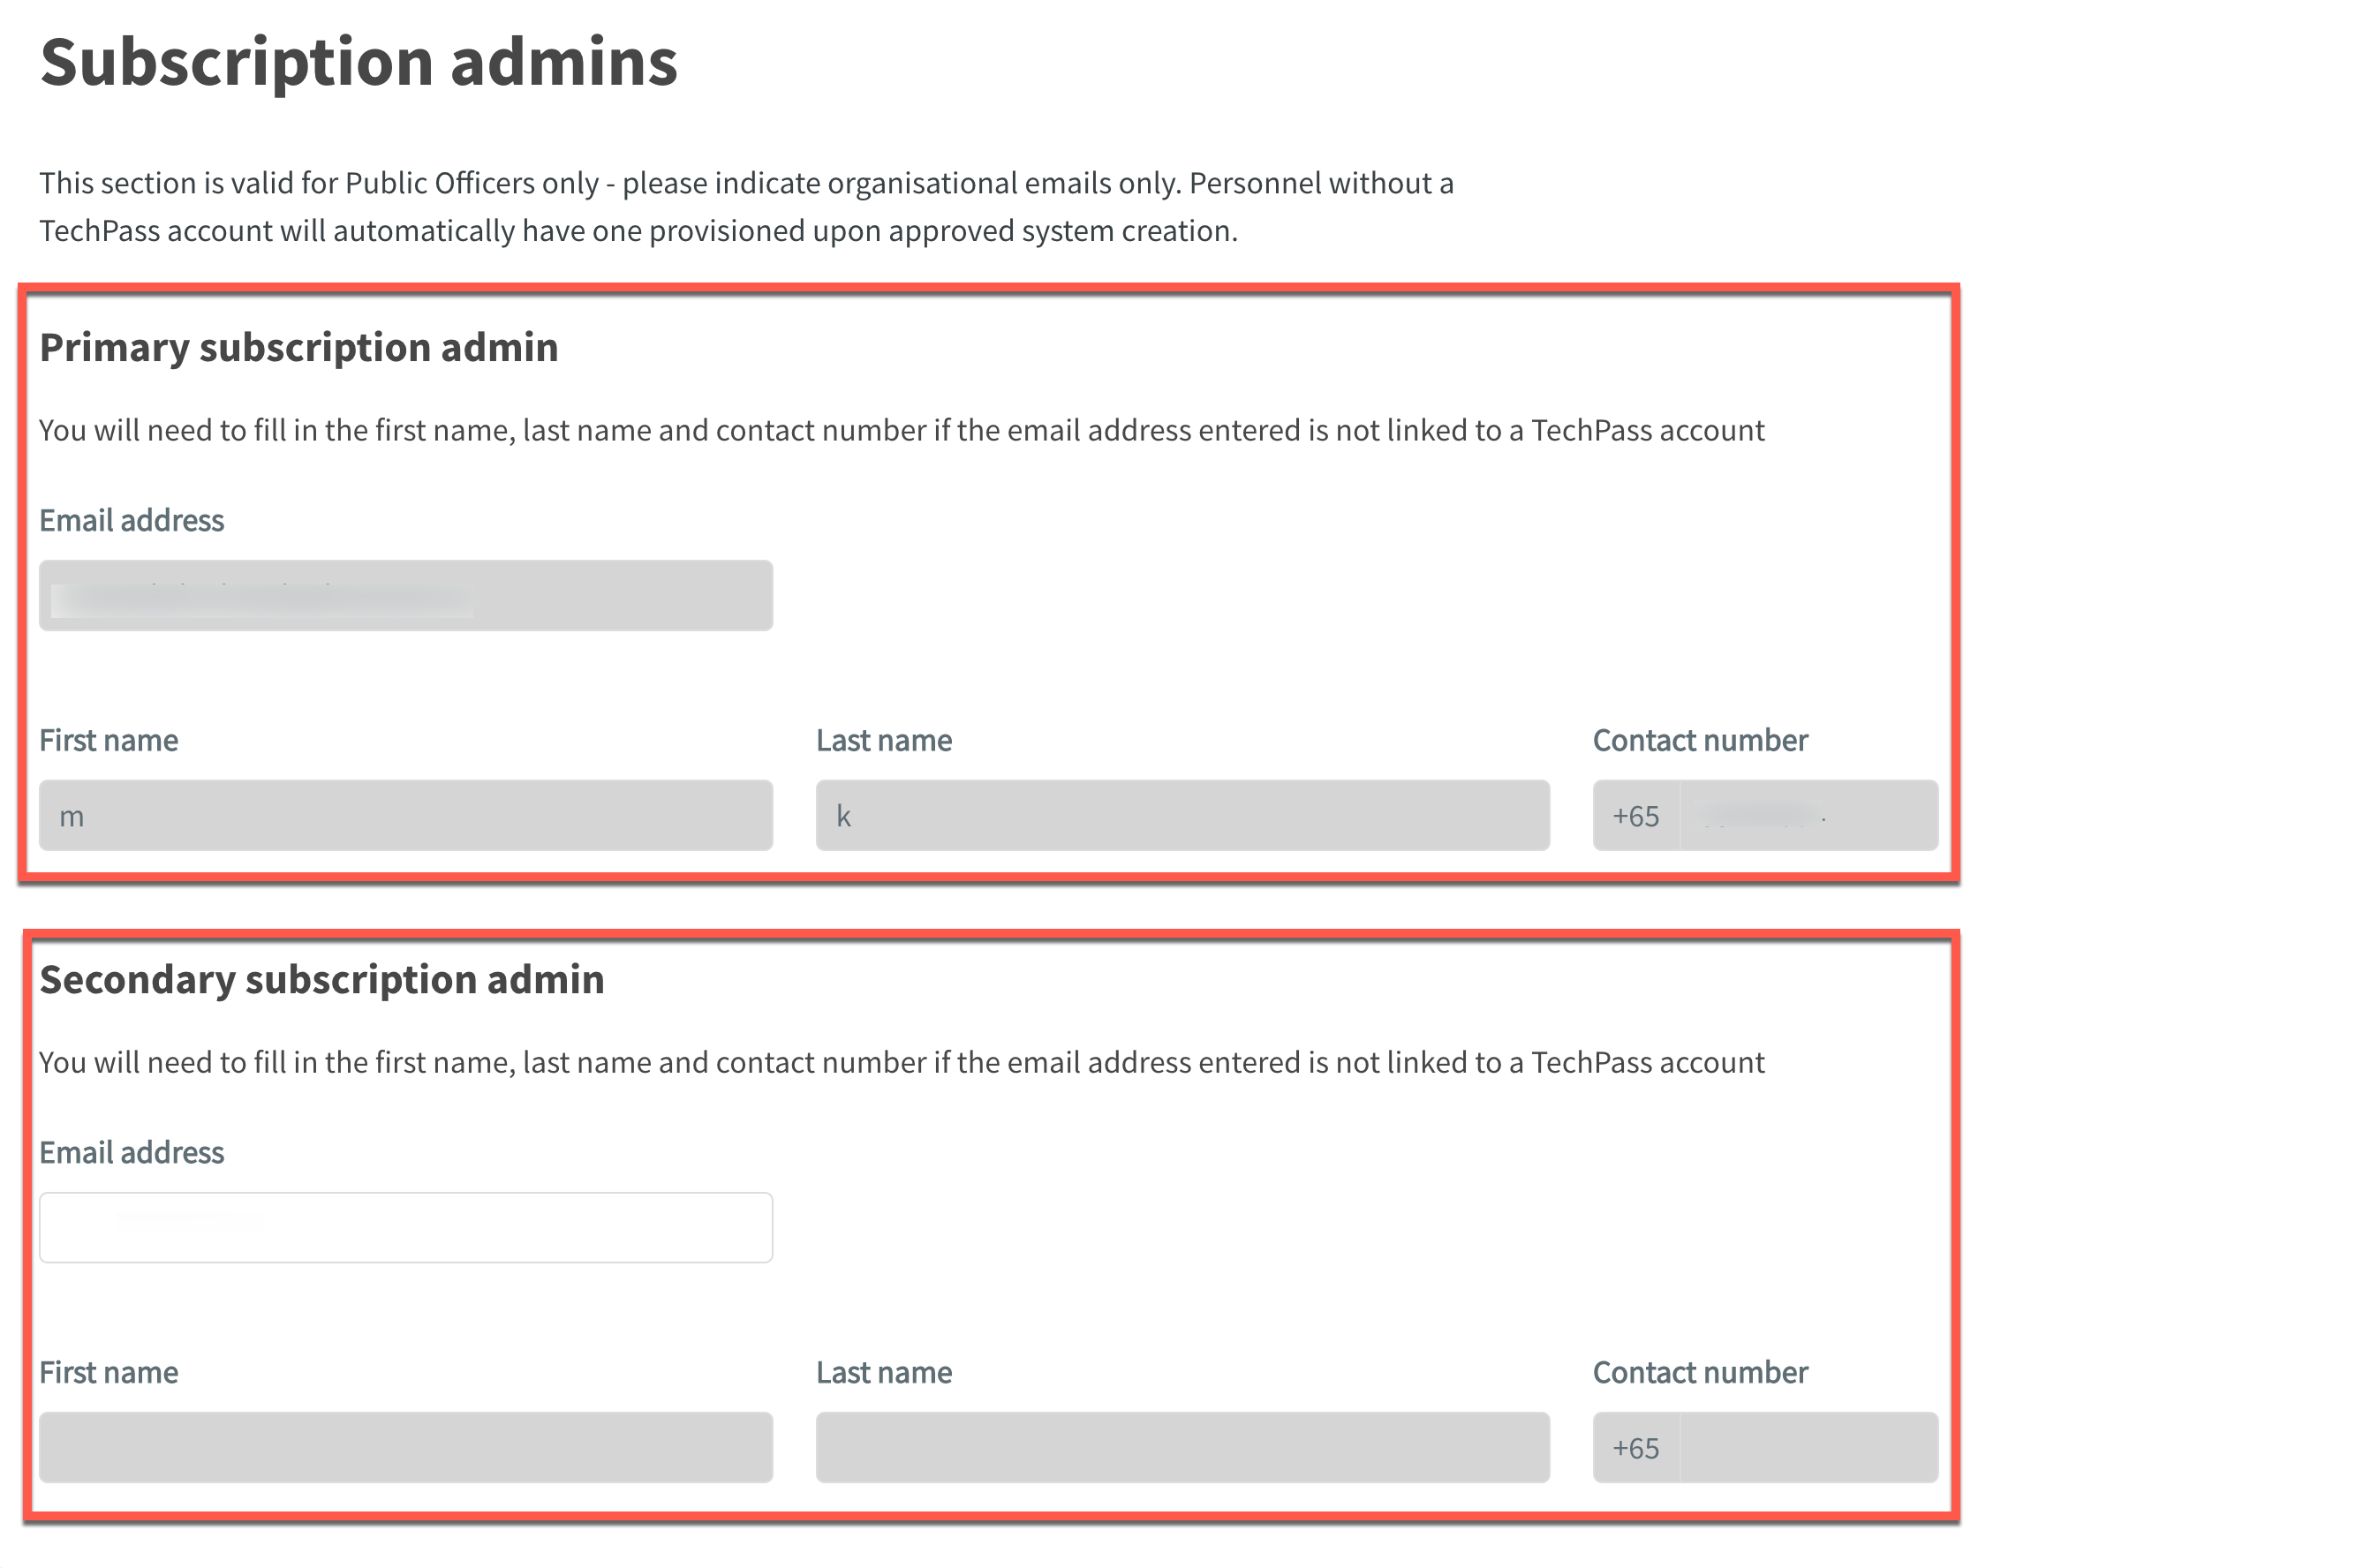 Subscription admins
This section is valid for Public Officers only - please indicate organisational emails only. Personnel without a
TechPass account will automatically have one provisioned upon approved system creation.
Primary subscription admin
You will need to fill in the first name, last name and contact number if the email address entered is not linked to a TechPass account
Email address
First name Last name Contact number
m k +65
Secondary subscription admin
You will need to fill in the first name, last name and contact number if the email address entered is not linked to a TechPass account
Email address
First name Last name Contact number
+65